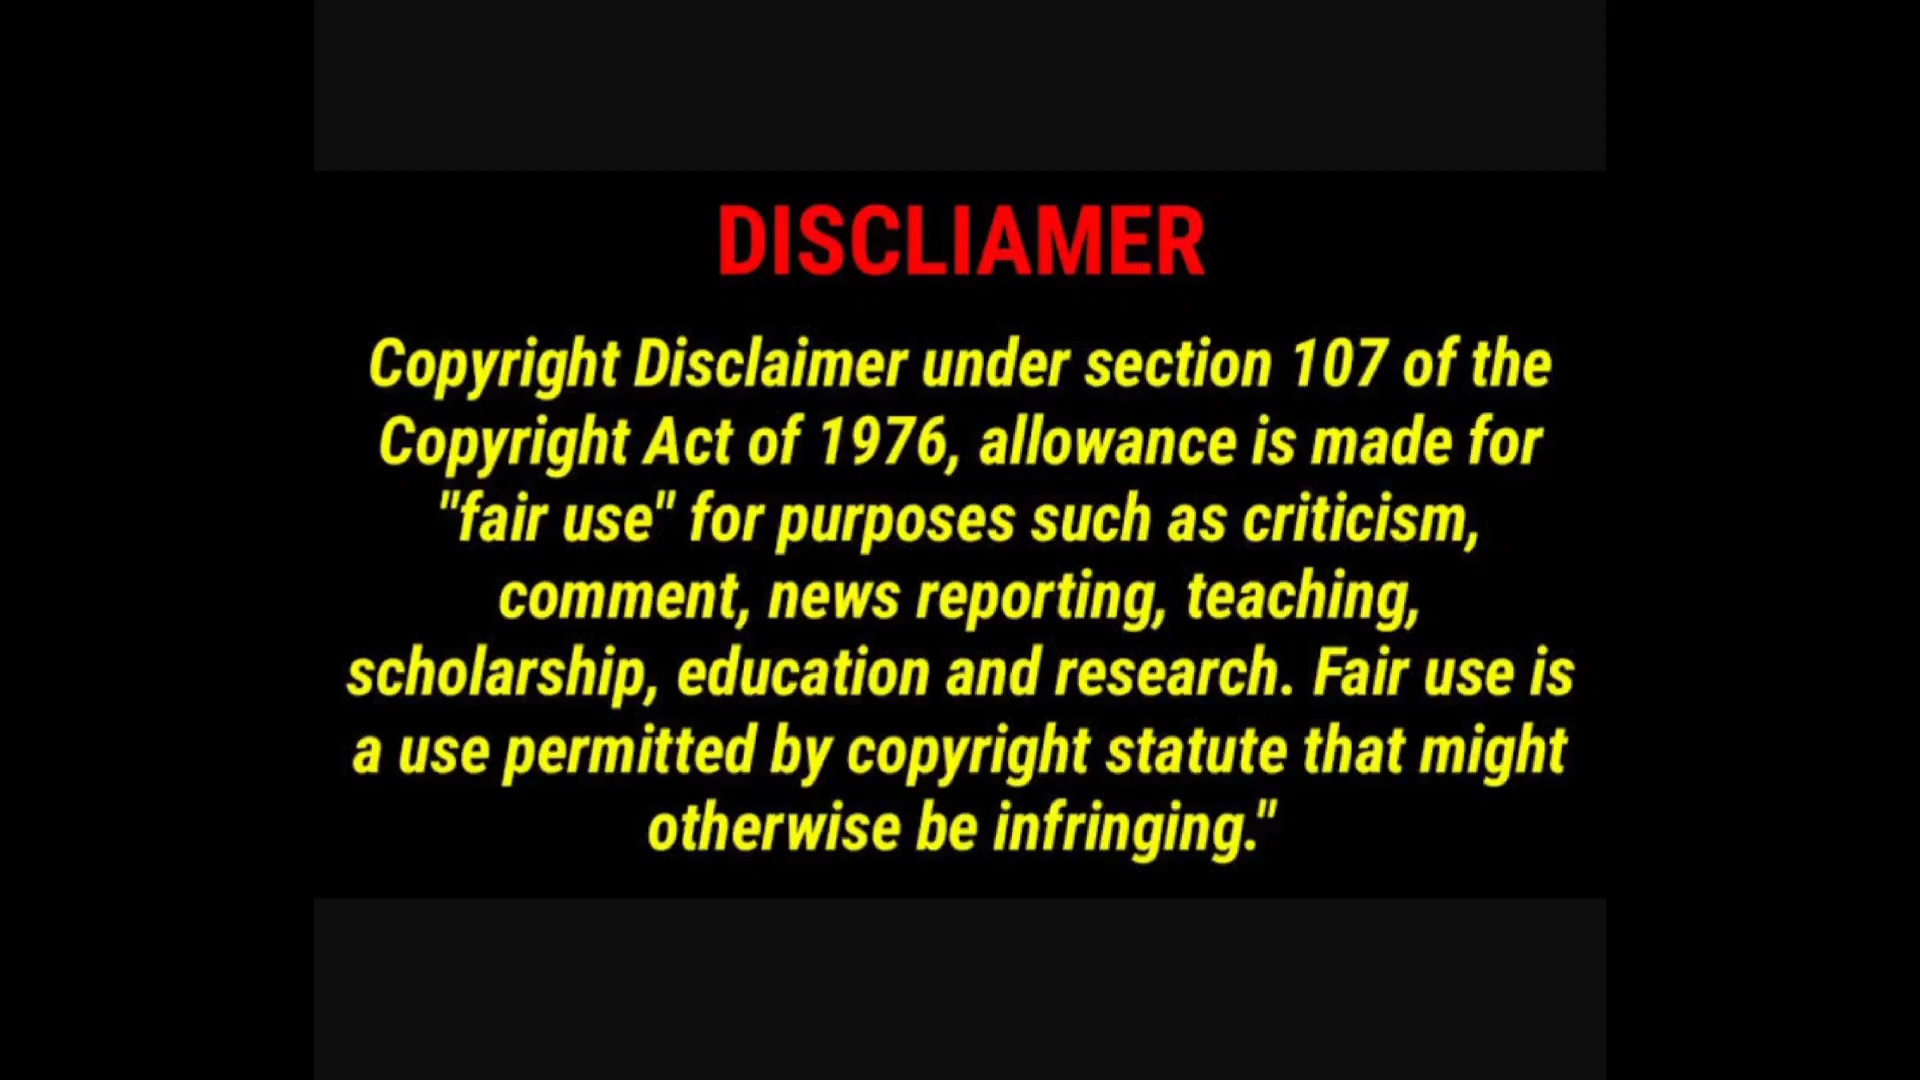 DISCLIAMER
Copyright Disclaimer under section 107 of the
Copyright Act of 1976, allowance is made for
"fair use" for purposes such as criticism,
comment, news reporting, teaching,
scholarship, education and research. Fair use is
a use permitted by copyright statute that might
otherwise be infringing."